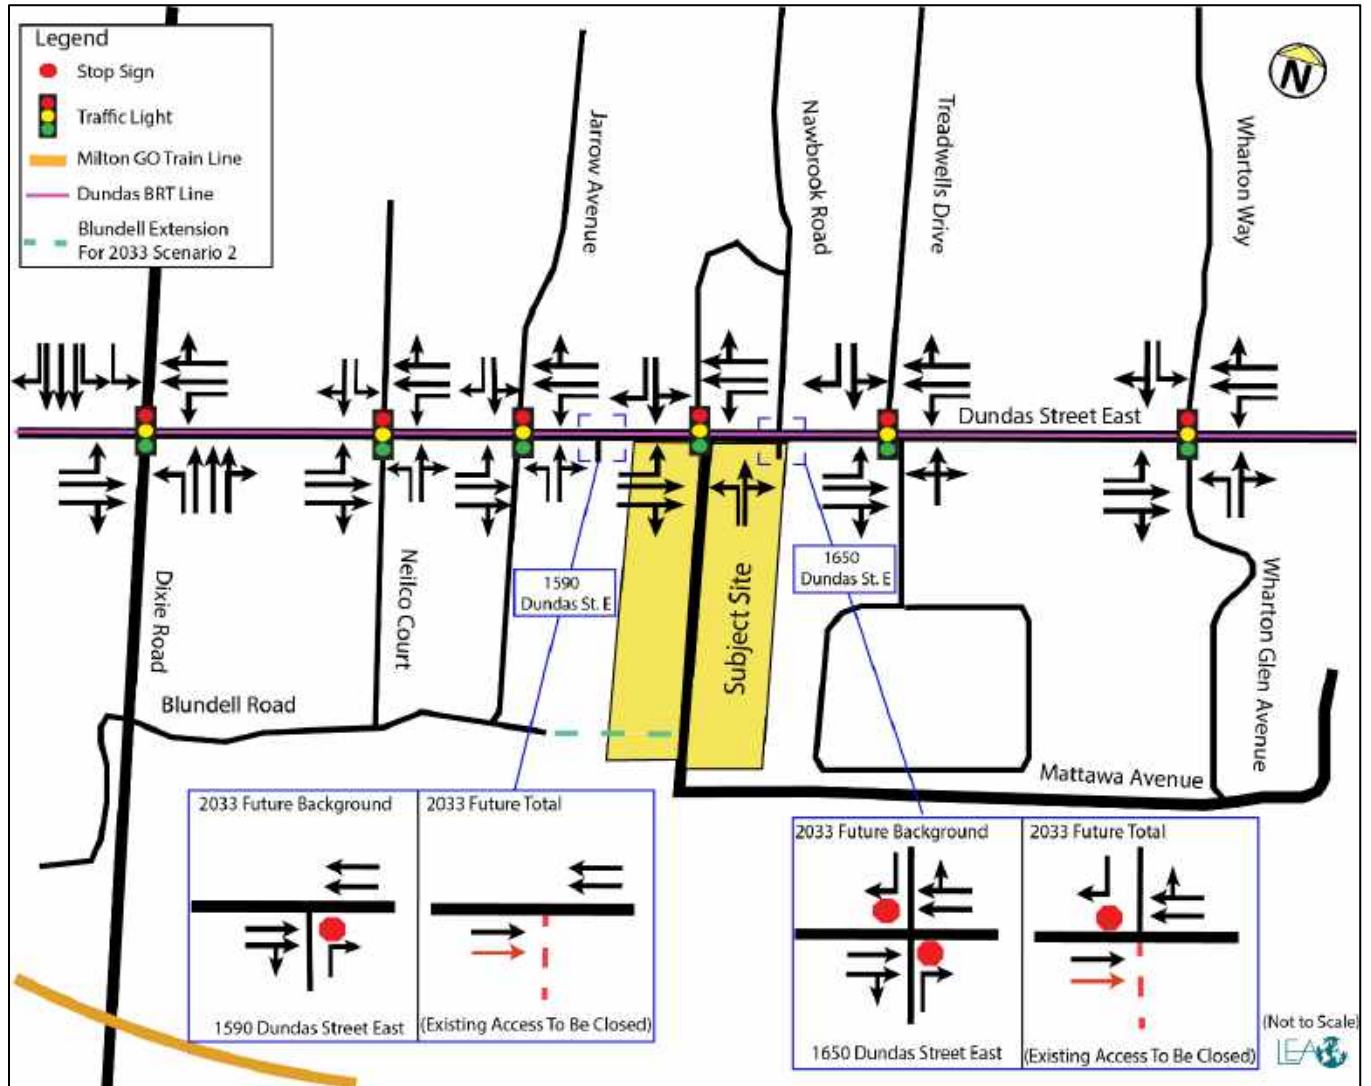 Legend
Stop Sign
Traffic Light
Milton GO Train Line
Dundas BRT Line
Blundell Extension
For 2033 Scenario 2
N
Jarrow Avenue
Nawbrook Road
Treadwells Drive
Wharton Way
Dundas Street East
Dixie Road
Neilco Court
1590
Dundas St. E
Subject Site
1650
Dundas St. E
Wharton Glen Avenue
Blundell Road
Mattawa Avenue
2033 Future Background
2033 Future Total
1590 Dundas Street East
(Existing Access To Be Closed)
2033 Future Background
2033 Future Total
1650 Dundas Street East
(Existing Access To Be Closed)
(Not to Scale)
LEA